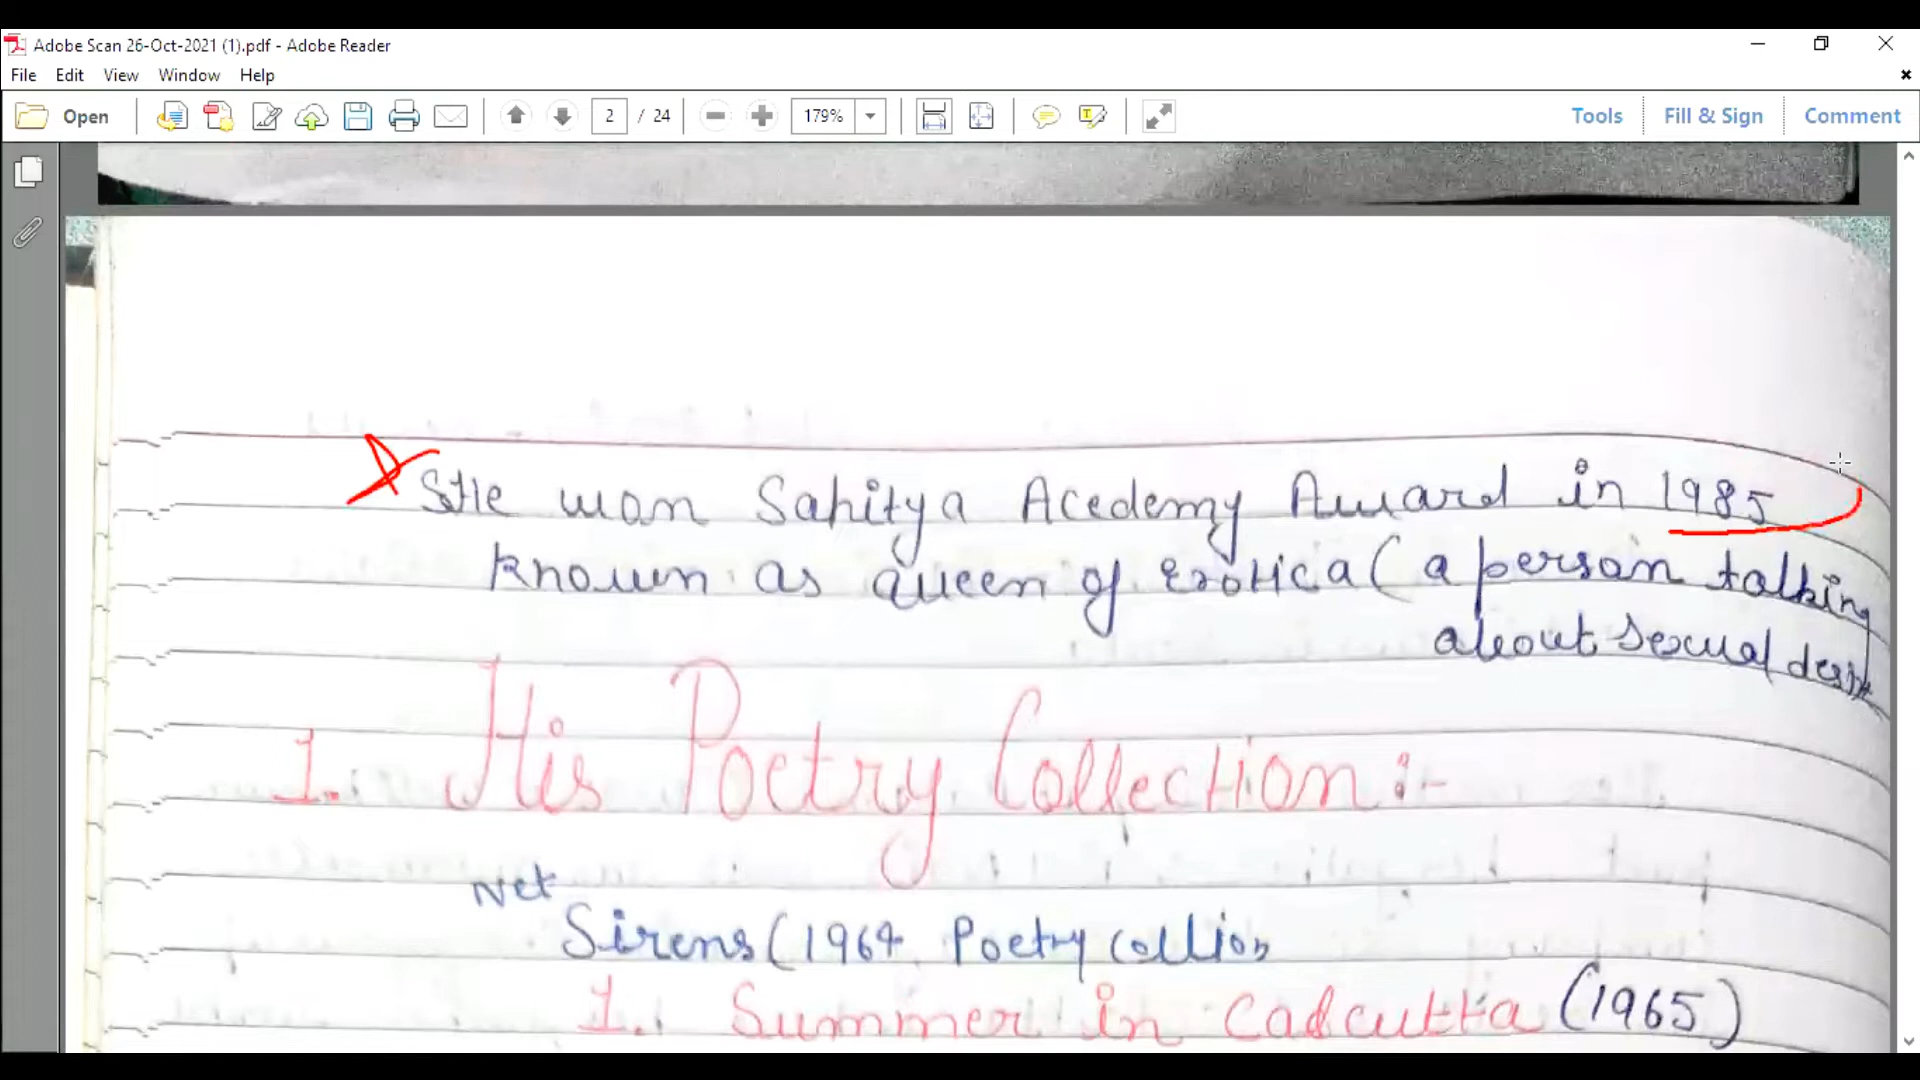 Adobe Scan 26-Oct-2021 (1).pdf - Adobe Reader
File Edit View Window Help
Open 2 / 24 179% Tools Fill & Sign Comment
SHe wan Sahitya Acedemy Award in 1985
known as queen of erotica ( a person talking
about sexual
1. His Poetry Collection :-
Net
Sirens (1964 Poetry
1. Summer in Calcutta (1965)